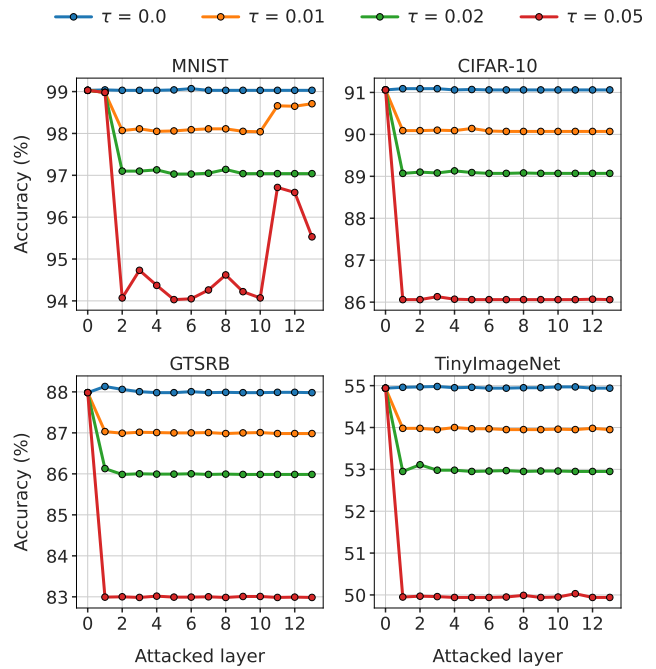 τ = 0.0 τ = 0.01 τ = 0.02 τ = 0.05
MNIST
99
98
97
96
95
94
0 2 4 6 8 10 12
Accuracy (%)
CIFAR-10
91
90
89
88
87
86
0 2 4 6 8 10 12
GTSRB
88
87
86
85
84
83
0 2 4 6 8 10 12
Accuracy (%)
Attacked layer
TinyImageNet
55
54
53
52
51
50
0 2 4 6 8 10 12
Attacked layer